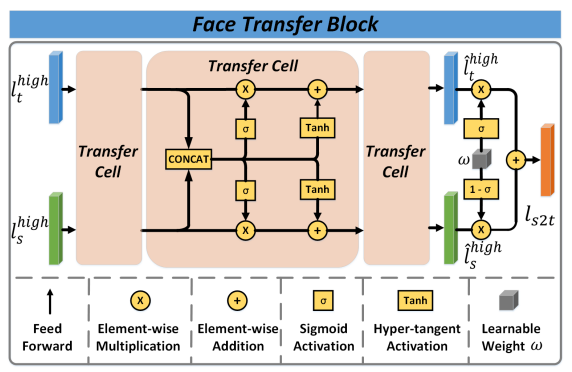 Face Transfer Block
Transfer Cell
l_t^{high}
\hat{l}_t^{high}
x
+
x
σ
Tanh
σ
Transfer
Cell
CONCAT
Transfer
Cell
ω
+
σ
Tanh
1 - σ
l_s^{high}
x
+
x
l_{s2t}
\hat{l}_s^{high}
x
+
σ
Tanh
Feed
Forward
Element-wise
Multiplication
Element-wise
Addition
Sigmoid
Activation
Hyper-tangent
Activation
Learnable
Weight ω